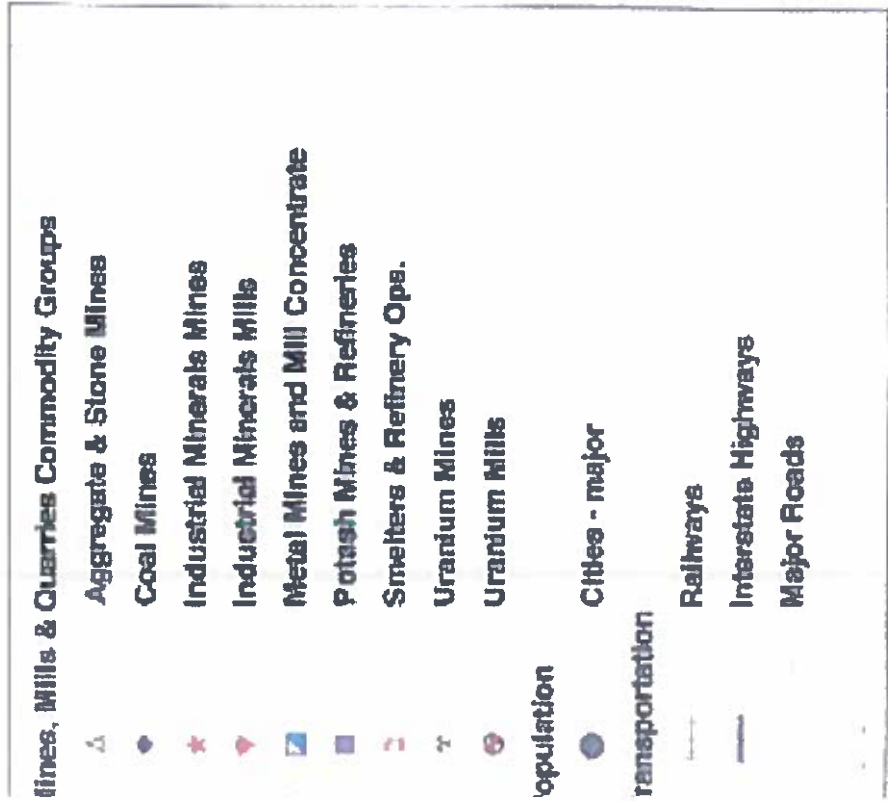 lines, Mills & Quarries Commodity Groups
Aggregate & Stone Mines
Coal Mines
Industrial Minerals Mines
Industrial Minerals Mills
Metal Mines and Mill Concentrate
Potash Mines & Refineries
Smelters & Refinery Ops.
Uranium Mines
Uranium Mills
opulation
Cities - major
ransportation
Railways
Interstate Highways
Major Roads